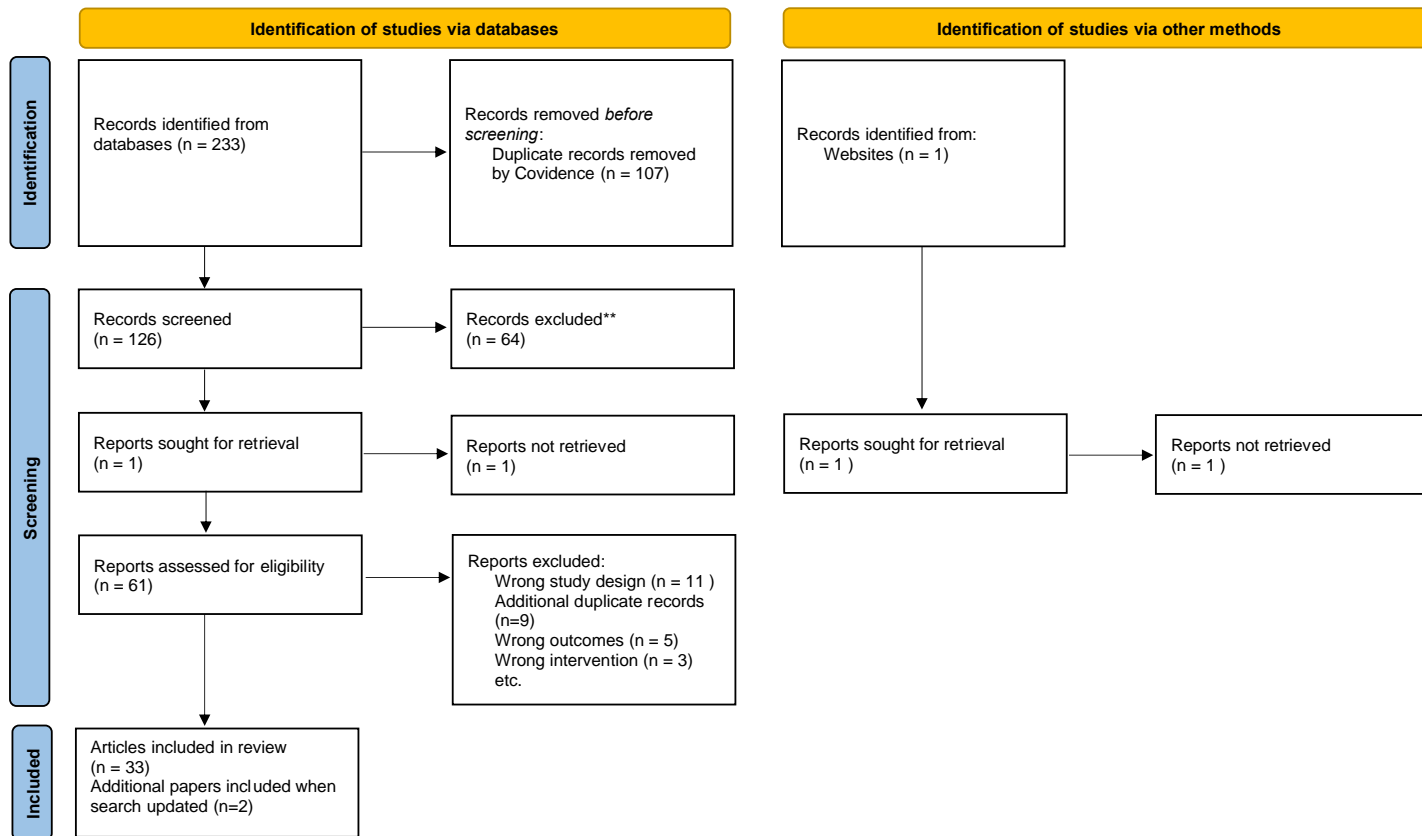 Identification of studies via databases
Identification of studies via other methods
Identification
Records identified from
databases (n = 233)
Records removed before
screening:
Duplicate records removed
by Covidence (n = 107)
Records identified from:
Websites (n = 1)
Screening
Records screened
(n = 126)
Records excluded**
(n = 64)
Reports sought for retrieval
(n = 1)
Reports not retrieved
(n = 1)
Reports sought for retrieval
(n = 1 )
Reports not retrieved
(n = 1 )
Reports assessed for eligibility
(n = 61)
Reports excluded:
Wrong study design (n = 11 )
Additional duplicate records
(n=9)
Wrong outcomes (n = 5)
Wrong intervention (n = 3)
etc.
Included
Articles included in review
(n = 33)
Additional papers included when
search updated (n=2)